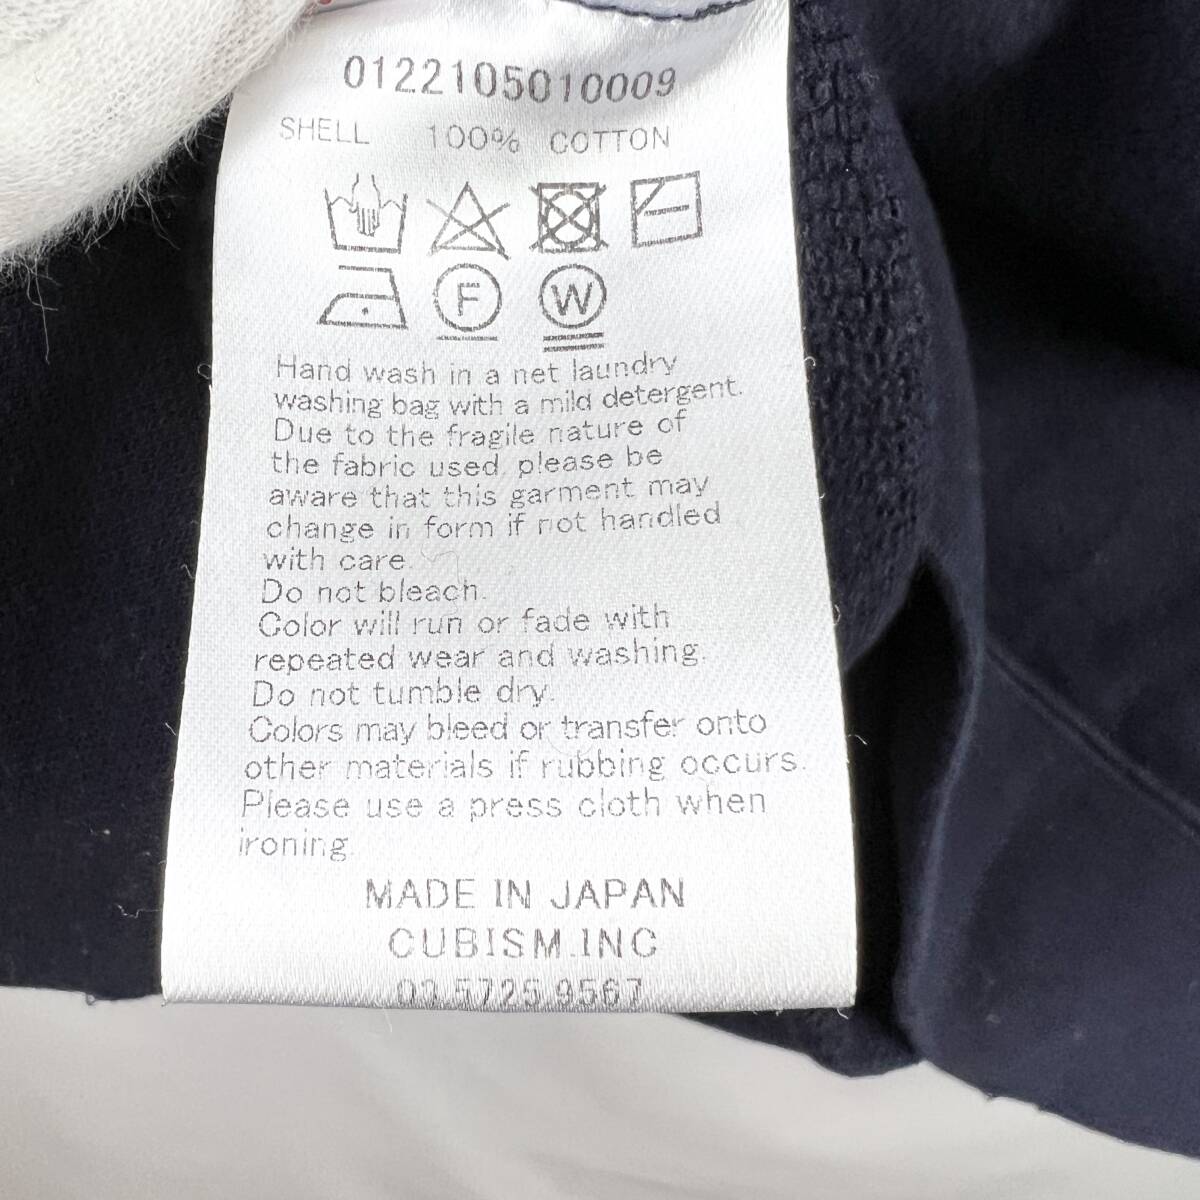 0122105010009
SHELL 100% COTTON
F W
Hand wash in a net laundry
washing bag with a mild detergent.
Due to the fragile nature of
the fabric used, please be
aware that this garment may
change in form if not handled
with care.
Do not bleach.
Color will run or fade with
repeated wear and washing.
Do not tumble dry.
Colors may bleed or transfer onto
other materials if rubbing occurs.
Please use a press cloth when
ironing.
MADE IN JAPAN
CUBISM.INC
03 5725 9567